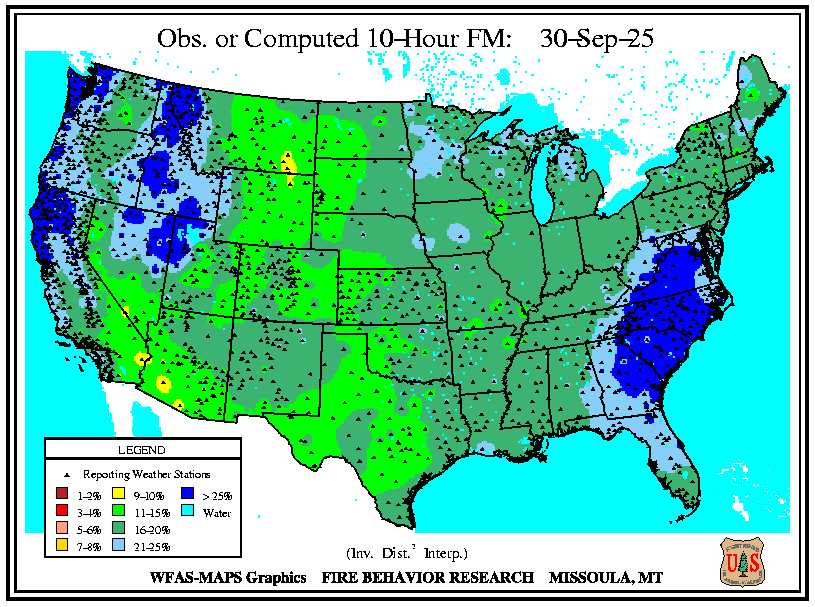 Obs. or Computed 10-Hour FM: 30-Sep-25
LEGEND
Reporting Weather Stations
1-2% 9-10% > 25%
3-4% 11-15% Water
5-6% 16-20%
7-8% 21-25%
(Inv. Dist.² Interp.)
WFAS-MAPS Graphics FIRE BEHAVIOR RESEARCH MISSOULA, MT
U S